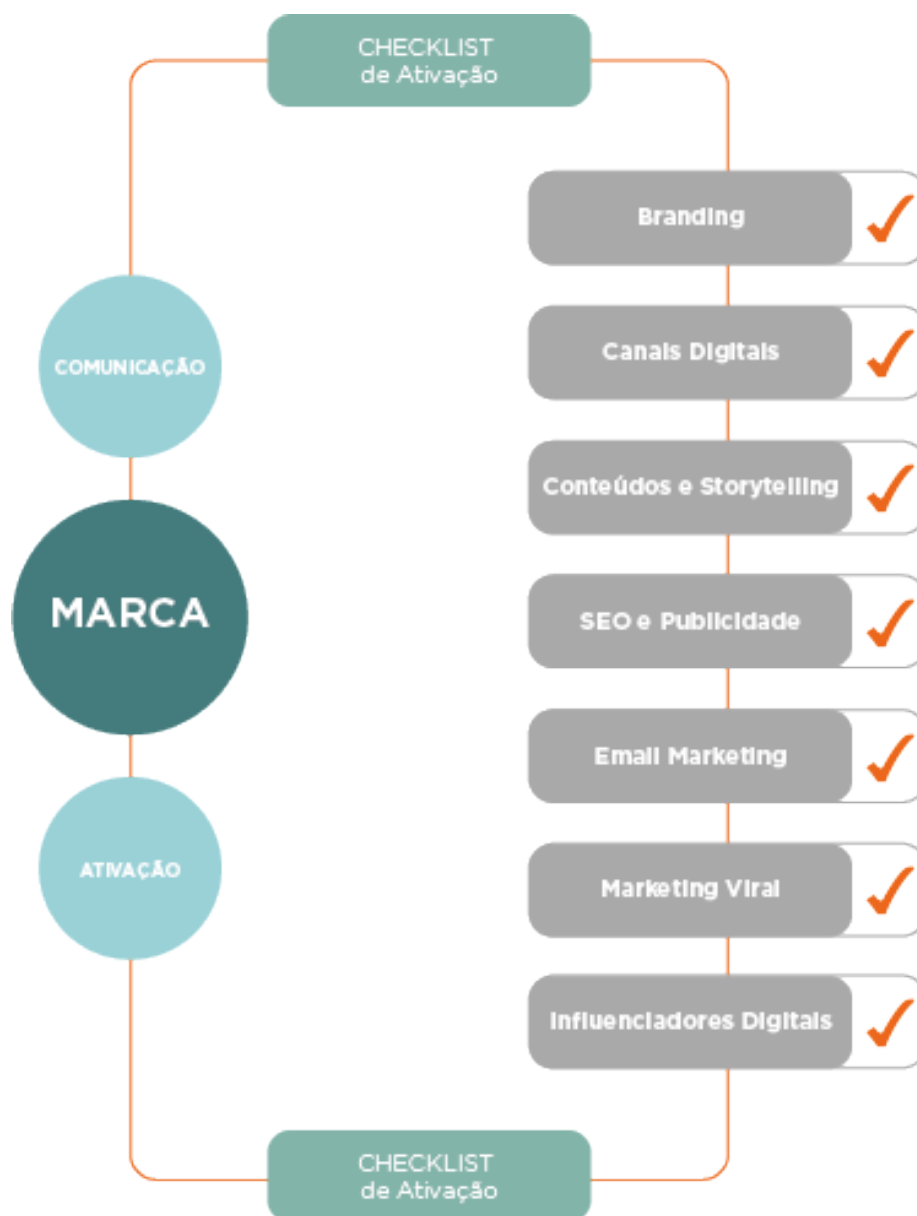 CHECKLIST
de Ativação
Branding
Canais Digitais
COMUNICAÇÃO
Conteúdos e Storytelling
MARCA
SEO e Publicidade
Email Marketing
ATIVAÇÃO
Marketing Viral
Influenciadores Digitais
CHECKLIST
de Ativação